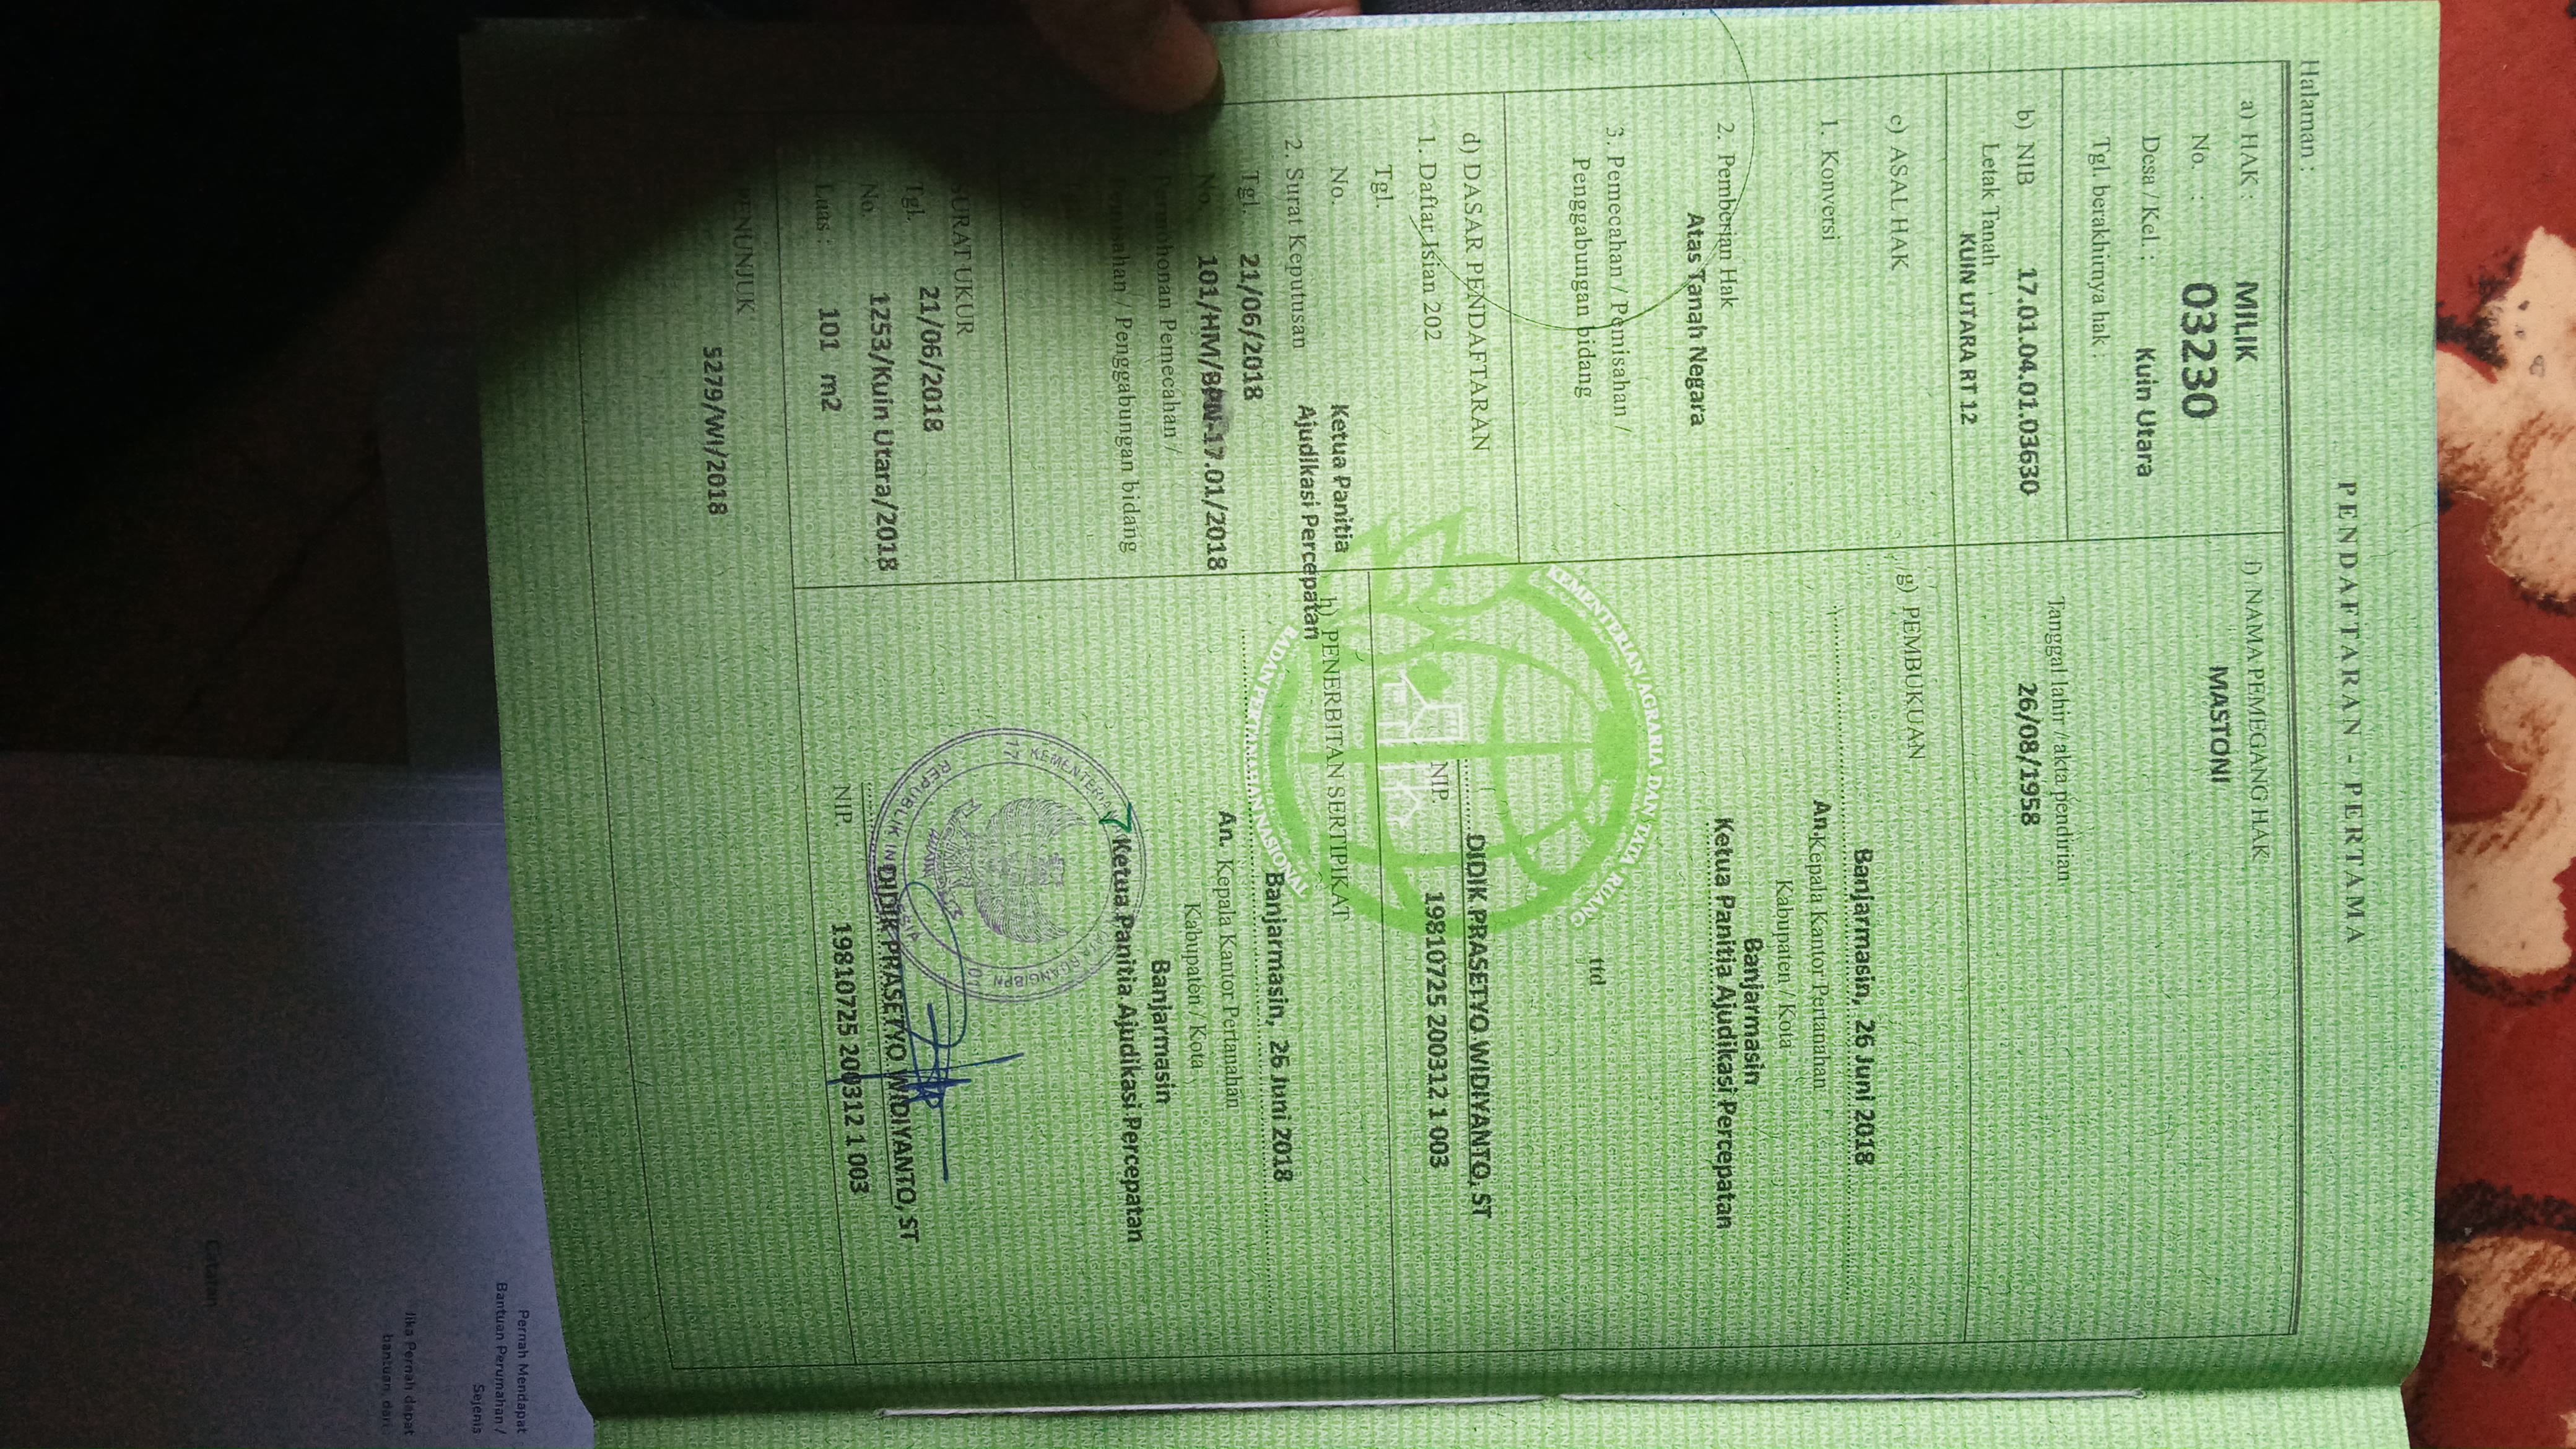 Halaman :
PENDAFTARAN - PERTAMA
a) HAK : MILIK
No. : 03230
Desa / Kel. : Kuin Utara
Tgl. berakhirnya hak :
b) NIB 17.01.04.01.03630
Letak Tanah
KUIN UTARA RT 12
c) ASAL HAK
1. Konversi
2. Pemberian Hak
Atas Tanah Negara
3. Pemecahan / Pemisahan /
Penggabungan bidang
d) DASAR PENDAFTARAN
1. Daftar Isian 202
Tgl.
No.
2. Surat Keputusan
Ketua Panitia
Ajudikasi Percepatan
Tgl. 21/06/2018
No. 101/HM/BPN-17.01/2018
Permohonan Pemecahan /
Pemisahan / Penggabungan bidang
SURAT UKUR
Tgl. 21/06/2018
No. 1253/Kuin Utara/2018
Luas : 101 m2
PENUNJUK
5279/WI/2018
f) NAMA PEMEGANG HAK
MASTONI
Tanggal lahir / akta pendirian
26/08/1958
g) PEMBUKUAN
Banjarmasin, 26 Juni 2018
An. Kepala Kantor Pertanahan
Kabupaten / Kota
Banjarmasin
Ketua Panitia Ajudikasi Percepatan
ttd
DIDIK PRASETYO WIDIYANTO, ST
NIP. 19810725 200312 1 003
h) PENERBITAN SERTIPIKAT
Banjarmasin, 26 Juni 2018
An. Kepala Kantor Pertanahan
Kabupaten / Kota
Banjarmasin
Ketua Panitia Ajudikasi Percepatan
DIDIK PRASETYO WIDIYANTO, ST
NIP. 19810725 200312 1 003
KEMENTERIAN AGRARIA DAN TATA RUANG
BADAN PERTANAHAN NASIONAL
REPUBLIK INDONESIA
Pernah Mendapat
Bantuan Perumahan /
Sejenis
Jika Pernah dapat
bantuan, dari
Catatan